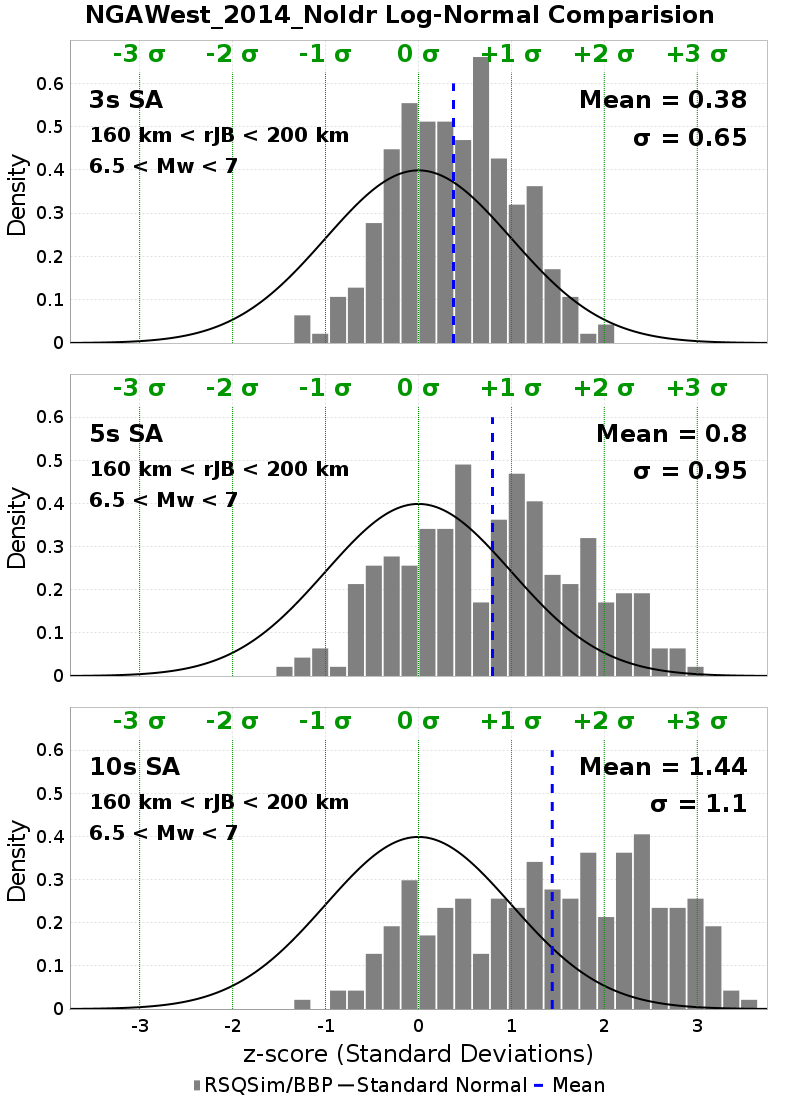 NGAWest_2014_NoIdr Log-Normal Comparision
-3 σ -2 σ -1 σ 0 σ +1 σ +2 σ +3 σ
0.6
3s SA Mean = 0.38
0.5
160 km < rJB < 200 km σ = 0.65
6.5 < Mw < 7
0.4
0.3
0.2
0.1
0
Density
-3 σ -2 σ -1 σ 0 σ +1 σ +2 σ +3 σ
0.6
5s SA Mean = 0.8
0.5
160 km < rJB < 200 km σ = 0.95
6.5 < Mw < 7
0.4
0.3
0.2
0.1
0
Density
-3 σ -2 σ -1 σ 0 σ +1 σ +2 σ +3 σ
0.6
10s SA Mean = 1.44
0.5
160 km < rJB < 200 km σ = 1.1
6.5 < Mw < 7
0.4
0.3
0.2
0.1
0
Density
-3 -2 -1 0 1 2 3
z-score (Standard Deviations)
RSQSim/BBP Standard Normal Mean